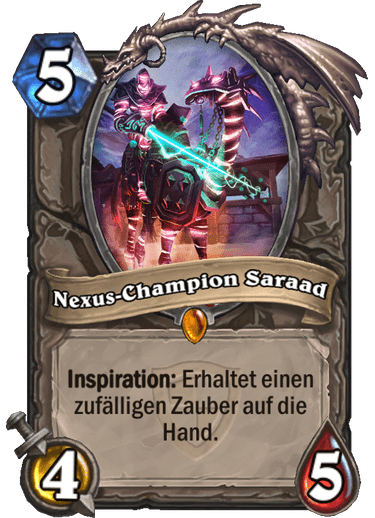 5
Nexus-Champion Saraad
Inspiration: Erhaltet einen
zufälligen Zauber auf die
Hand.
4
5